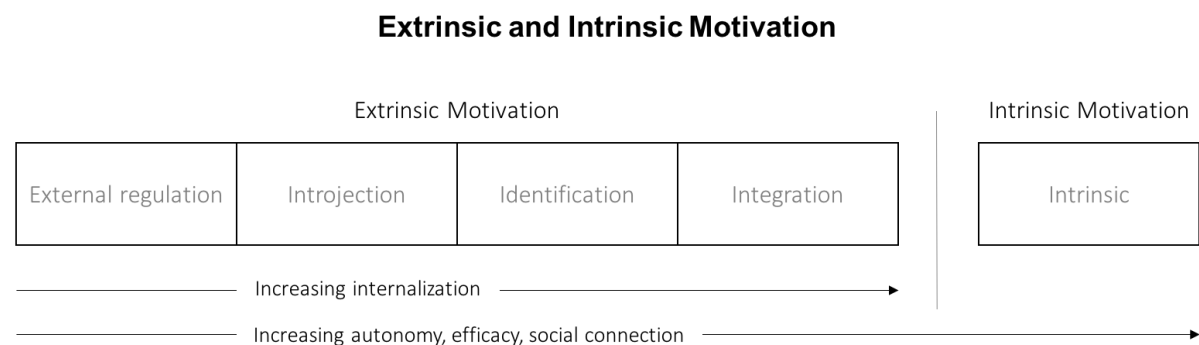 Extrinsic and Intrinsic Motivation
Extrinsic Motivation
Intrinsic Motivation
External regulation
Introjection
Identification
Integration
Intrinsic
Increasing internalization
Increasing autonomy, efficacy, social connection